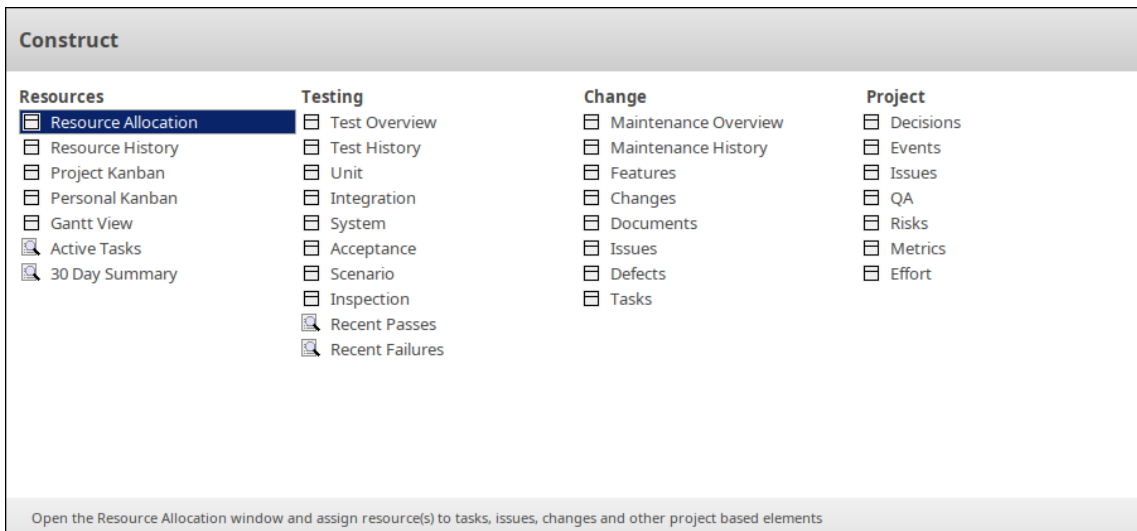 Construct
Resources
Resource Allocation
Resource History
Project Kanban
Personal Kanban
Gantt View
Active Tasks
30 Day Summary
Testing
Test Overview
Test History
Unit
Integration
System
Acceptance
Scenario
Inspection
Recent Passes
Recent Failures
Change
Maintenance Overview
Maintenance History
Features
Changes
Documents
Issues
Defects
Tasks
Project
Decisions
Events
Issues
QA
Risks
Metrics
Effort
Open the Resource Allocation window and assign resource(s) to tasks, issues, changes and other project based elements